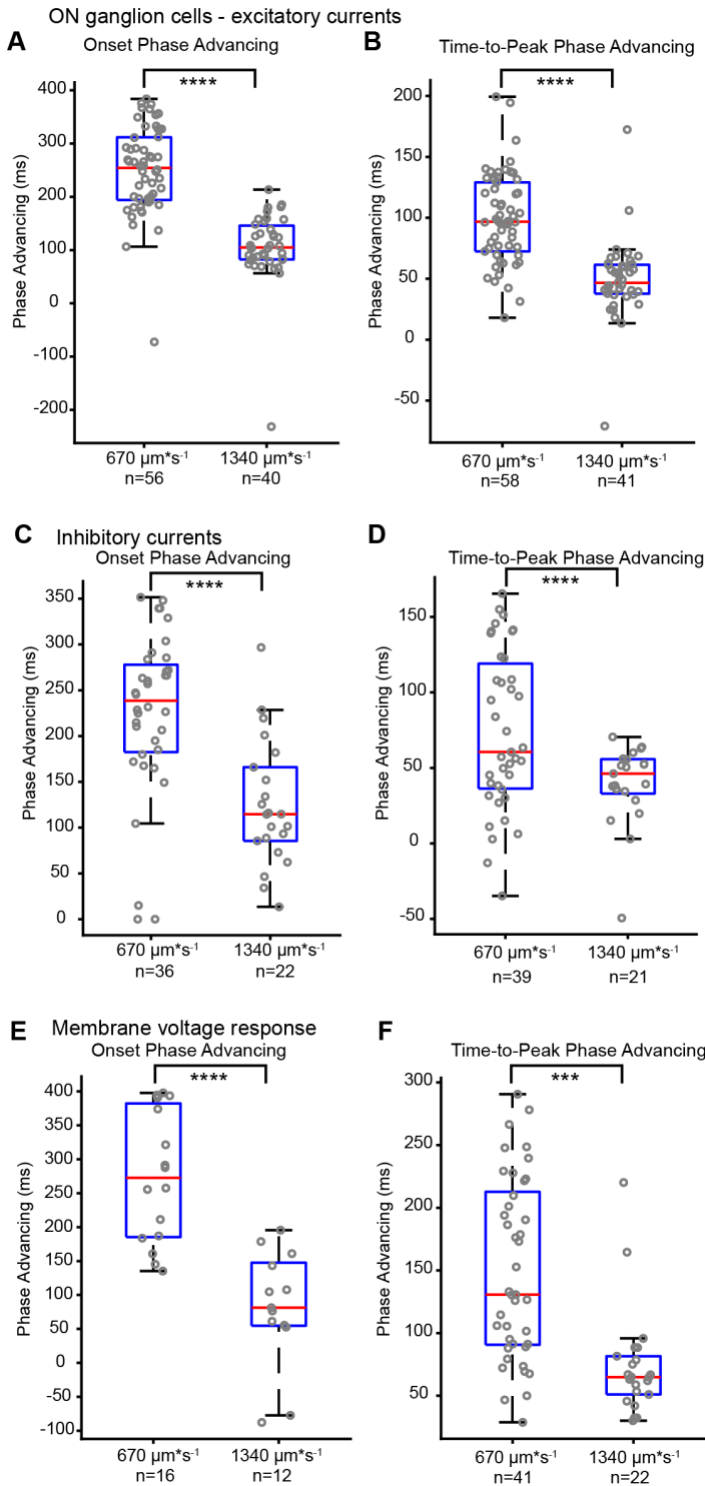 ON ganglion cells - excitatory currents
A
Onset Phase Advancing
****
Phase Advancing (ms)
400
300
200
100
0
-100
-200
670 µm*s⁻¹
1340 µm*s⁻¹
n=56
n=40
B
Time-to-Peak Phase Advancing
****
Phase Advancing (ms)
200
150
100
50
0
-50
670 µm*s⁻¹
1340 µm*s⁻¹
n=58
n=41
C
Inhibitory currents
Onset Phase Advancing
****
Phase Advancing (ms)
350
300
250
200
150
100
50
0
670 µm*s⁻¹
1340 µm*s⁻¹
n=36
n=22
D
Time-to-Peak Phase Advancing
****
Phase Advancing (ms)
150
100
50
0
-50
670 µm*s⁻¹
1340 µm*s⁻¹
n=39
n=21
E
Membrane voltage response
Onset Phase Advancing
****
Phase Advancing (ms)
400
350
300
250
200
150
100
50
0
-50
-100
670 µm*s⁻¹
1340 µm*s⁻¹
n=16
n=12
F
Time-to-Peak Phase Advancing
***
Phase Advancing (ms)
300
250
200
150
100
50
670 µm*s⁻¹
1340 µm*s⁻¹
n=41
n=22